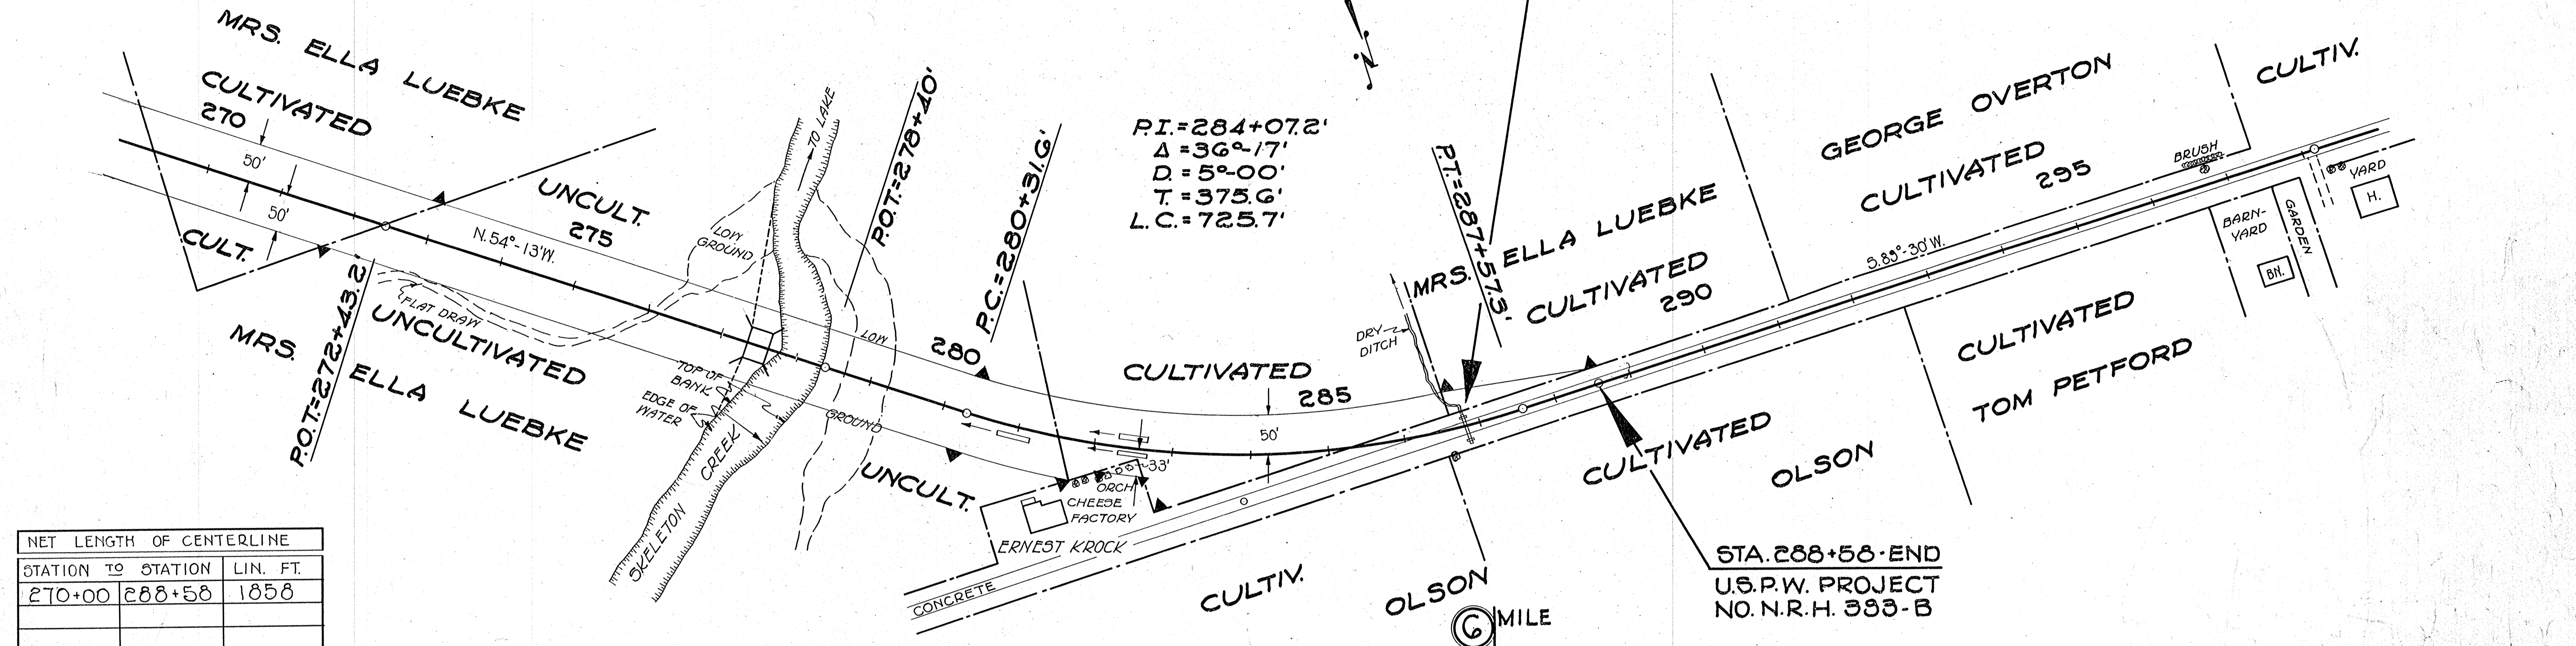 MRS. ELLA LUEBKE
CULTIVATED
270
50'
50'
CULT.
UNCULT.
275
N.54°-13'W.
P.O.T.=272+43.2'
FLAT DRAW
UNCULTIVATED
MRS. ELLA LUEBKE
LOW
GROUND
TO LAKE
P.O.T.=278+40'
TOP OF
BANK
EDGE OF
WATER
SKELETON CREEK
LOW
GROUND
280
P.C.=280+31.6'
N.
P.I.=284+07.2'
Δ =36°-17'
D. =5°-00'
T. =375.6'
L.C.=725.7'
CULTIVATED
285
50'
33'
UNCULT.
ORCH.
CHEESE
FACTORY
ERNEST KROCK
CONCRETE
DRY
DITCH
P.T.=287+57.3'
MRS. ELLA LUEBKE
CULTIVATED
290
S.89°-30'W.
GEORGE OVERTON
CULTIVATED
295
BRUSH
CULTIV.
YARD
H.
BARN-
YARD
GARDEN
BN.
CULTIVATED
TOM PETFORD
CULTIVATED
OLSON
CULTIV.
OLSON
6 MILE
STA.288+58-END
U.S.P.W. PROJECT
NO. N.R.H. 393-B
NET LENGTH OF CENTERLINE
STATION TO STATION LIN. FT.
270+00 288+58 1858